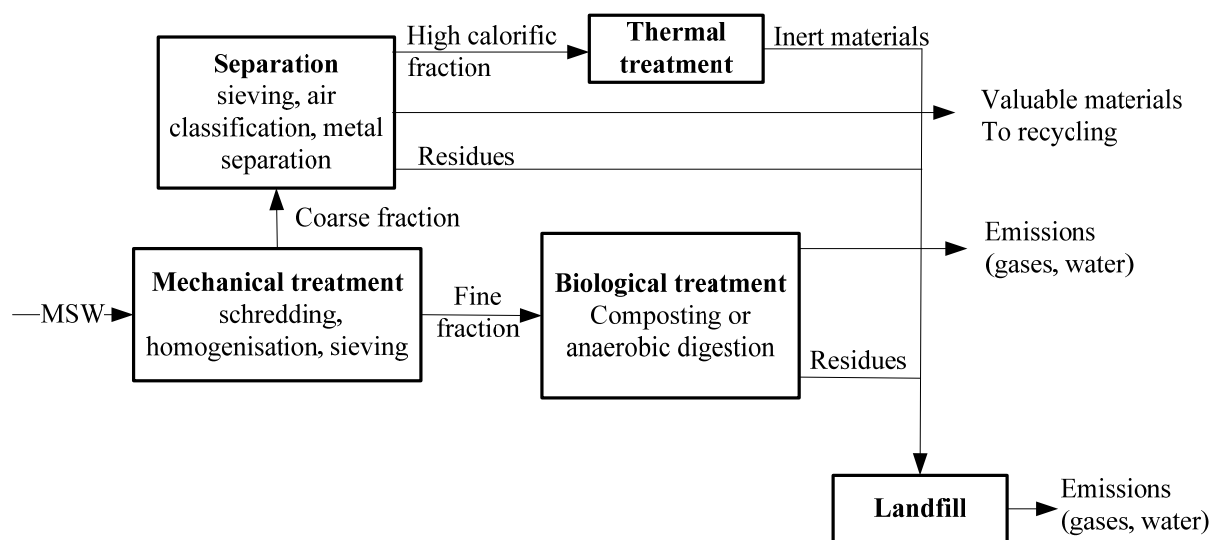 Separation
sieving, air
classification, metal
separation
High calorific
fraction
Thermal
treatment
Inert materials
Valuable materials
To recycling
Residues
Coarse fraction
MSW
Mechanical treatment
schredding,
homogenisation, sieving
Fine
fraction
Biological treatment
Composting or
anaerobic digestion
Emissions
(gases, water)
Residues
Landfill
Emissions
(gases, water)